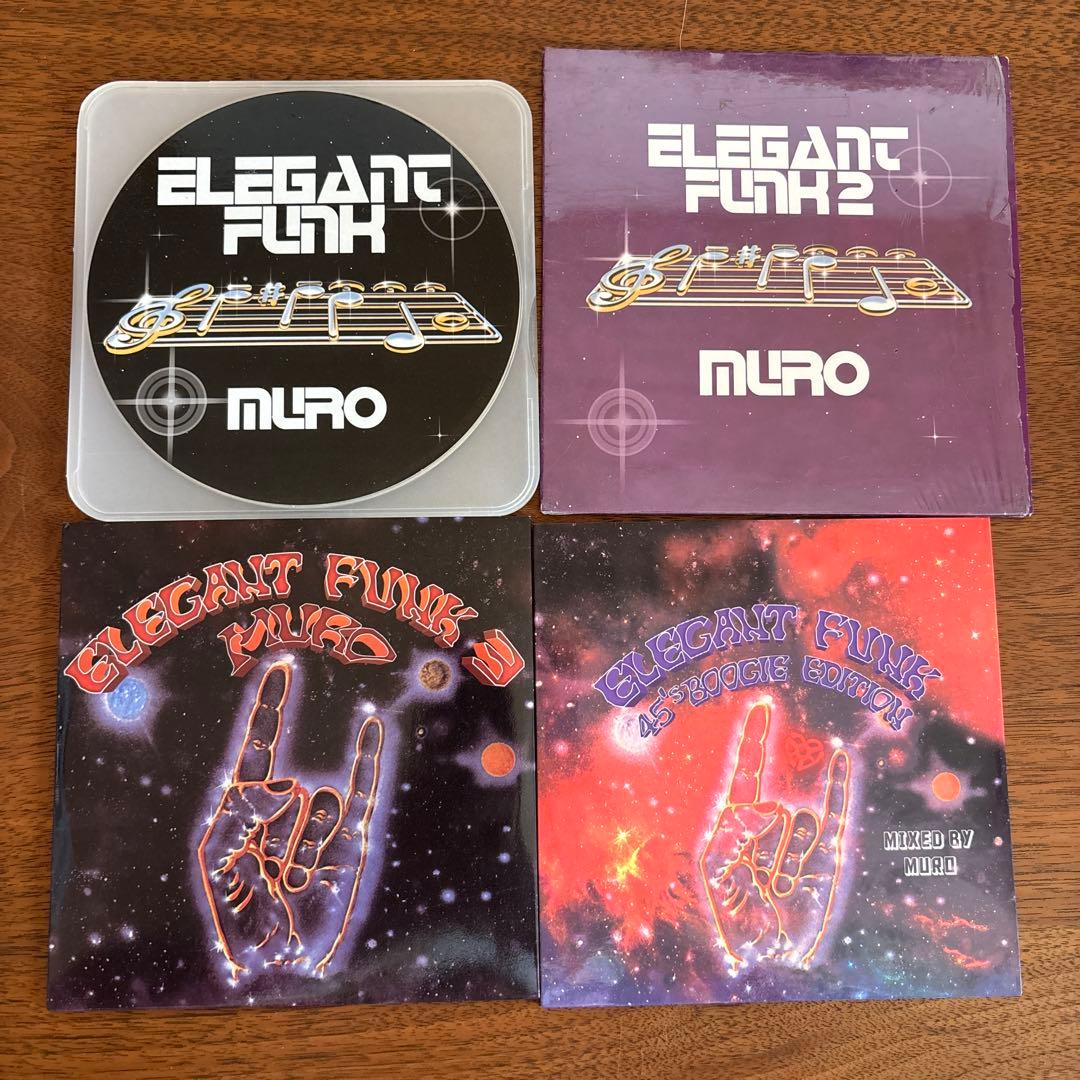 ELEGANT
FUNK
MURO
ELEGANT
FUNK 2
MURO
ELEGANT FUNK 3
MURO
ELEGANT FUNK
45'S BOOGIE EDITION
MIXED BY
MURO